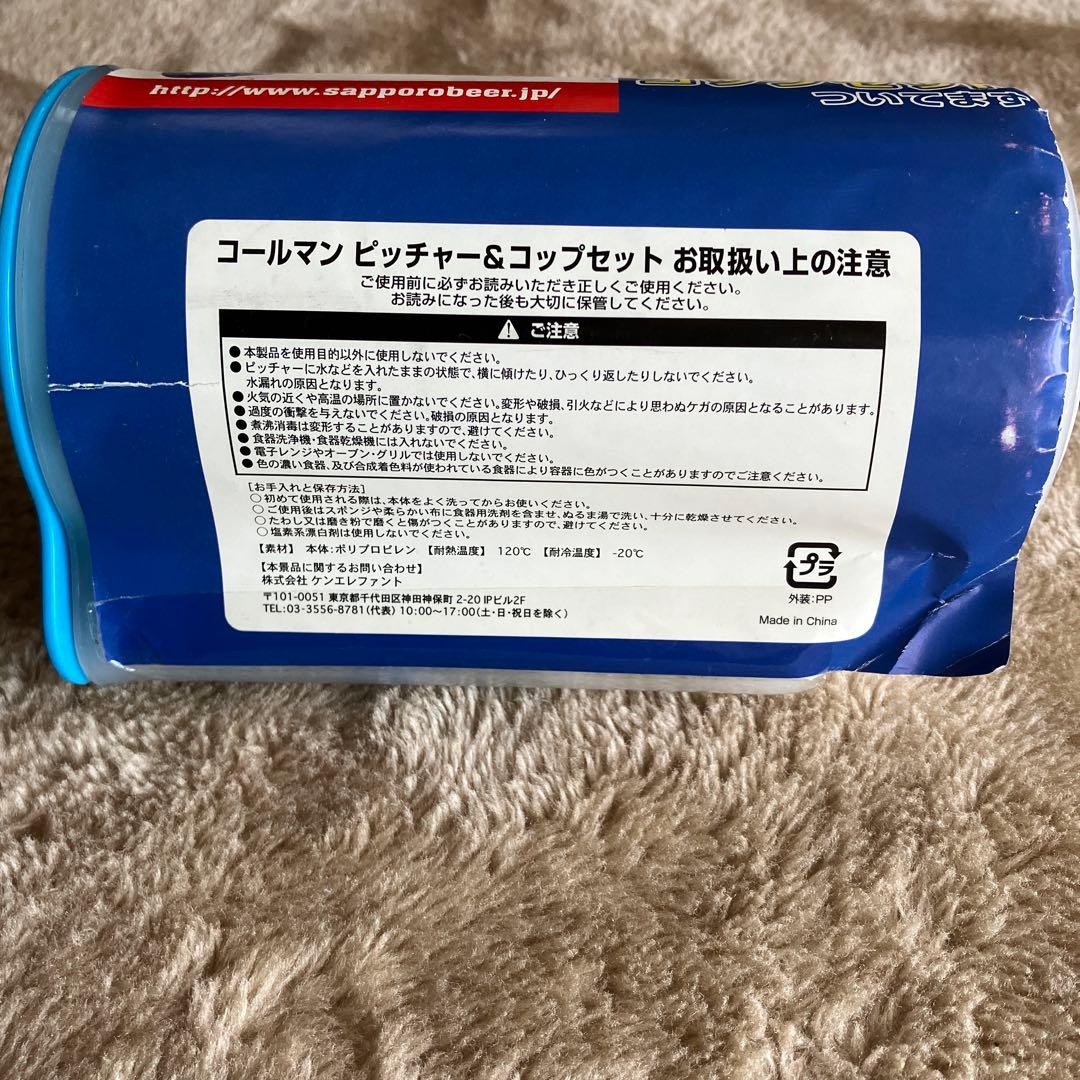 http://www.sapporobeer.jp/
コールマン ピッチャー&コップセット お取扱い上の注意
ご使用前に必ずお読みいただき正しくご使用ください。
お読みになった後も大切に保管してください。
ご注意
●本製品を使用目的以外に使用しないでください。
●ピッチャーに水などを入れたままの状態で、横に傾けたり、ひっくり返したりしないでください。
水漏れの原因となります。
●火気の近くや高温の場所に置かないでください。変形や破損、引火などにより思わぬケガの原因となることがあります。
●過度の衝撃を与えないでください。破損の原因となります。
●煮沸消毒は変形することがありますので、避けてください。
●食器洗浄機・食器乾燥機には入れないでください。
●電子レンジやオーブン・グリルでは使用しないでください。
●色の濃い食器、及び合成着色料が使われている食器により容器に色がつくことがありますのでご注意ください。
[お手入れと保存方法]
○初めて使用される際は、本体をよく洗ってからお使いください。
○ご使用後はスポンジや柔らかい布に食器用洗剤を含ませ、ぬるま湯で洗い、十分に乾燥させてください。
○たわし又は磨き粉で磨くと傷がつくことがありますので、避けてください。
○塩素系漂白剤は使用しないでください。
【素材】 本体:ポリプロピレン 【耐熱温度】 120℃ 【耐冷温度】 -20℃
【本景品に関するお問い合わせ】
株式会社 ケンエレファント
〒101-0051 東京都千代田区神田神保町 2-20 IPビル2F
TEL:03-3556-8781(代表) 10:00~17:00(土・日・祝日を除く)
プラ
外装:PP
Made in China